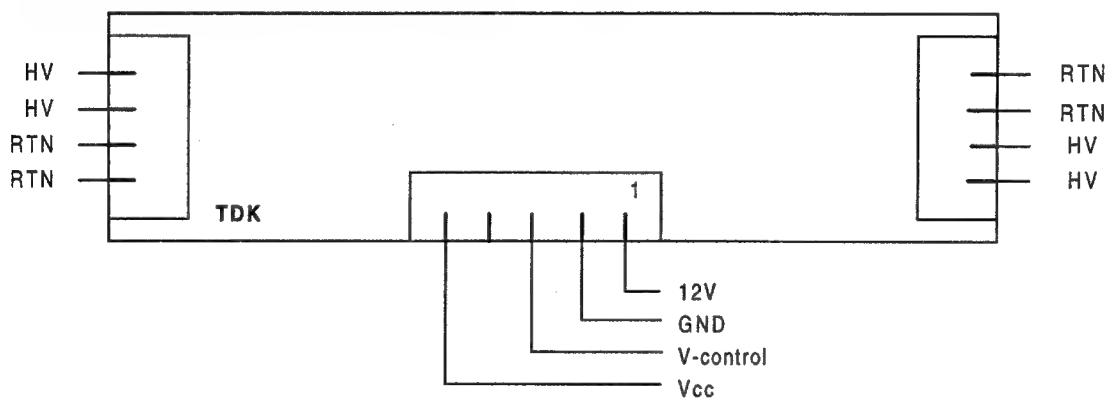 HV
HV
RTN
RTN
RTN
RTN
HV
HV
TDK
1
12V
GND
V-control
Vcc